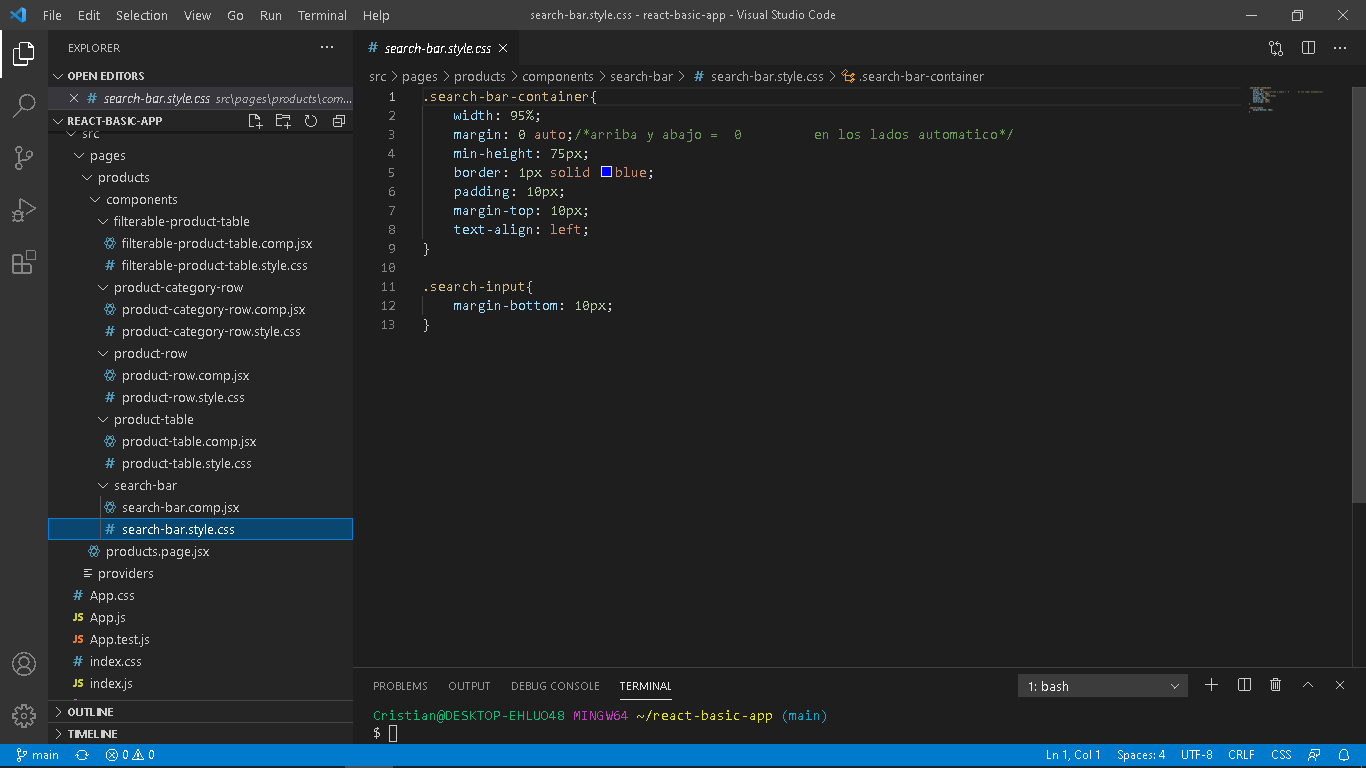 File Edit Selection View Go Run Terminal Help search-bar.style.css - react-basic-app - Visual Studio Code
EXPLORER
OPEN EDITORS
search-bar.style.css src\pages\products\com...
REACT-BASIC-APP
src
pages
products
components
filterable-product-table
filterable-product-table.comp.jsx
filterable-product-table.style.css
product-category-row
product-category-row.comp.jsx
product-category-row.style.css
product-row
product-row.comp.jsx
product-row.style.css
product-table
product-table.comp.jsx
product-table.style.css
search-bar
search-bar.comp.jsx
search-bar.style.css
products.page.jsx
providers
App.css
App.js
App.test.js
index.css
index.js
OUTLINE
TIMELINE
search-bar.style.css
src > pages > products > components > search-bar > # search-bar.style.css > .search-bar-container
1 .search-bar-container{
2 width: 95%;
3 margin: 0 auto;/*arriba y abajo = 0 en los lados automatico*/
4 min-height: 75px;
5 border: 1px solid blue;
6 padding: 10px;
7 margin-top: 10px;
8 text-align: left;
9 }
10
11 .search-input{
12 margin-bottom: 10px;
13 }
PROBLEMS OUTPUT DEBUG CONSOLE TERMINAL 1: bash
Cristian@DESKTOP-EHLUO48 MINGW64 ~/react-basic-app (main)
$
main 0 0 Ln 1, Col 1 Spaces: 4 UTF-8 CRLF CSS